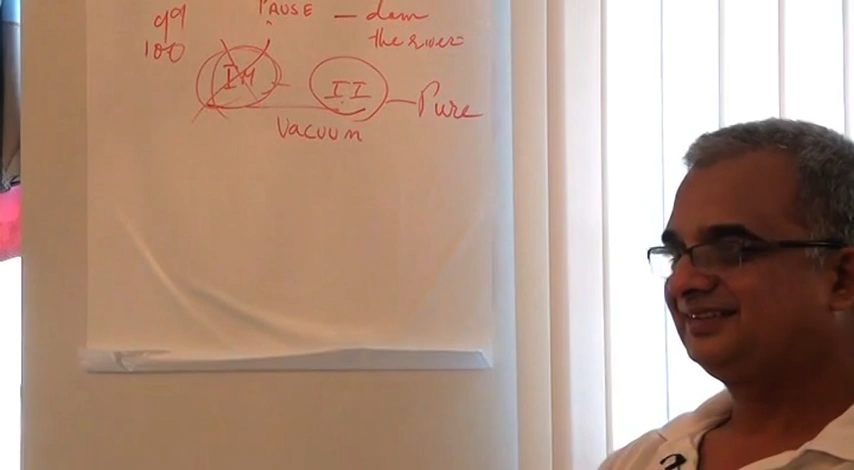 99 PAUSE — dam
100 the river
IM II — Pure
Vacuum